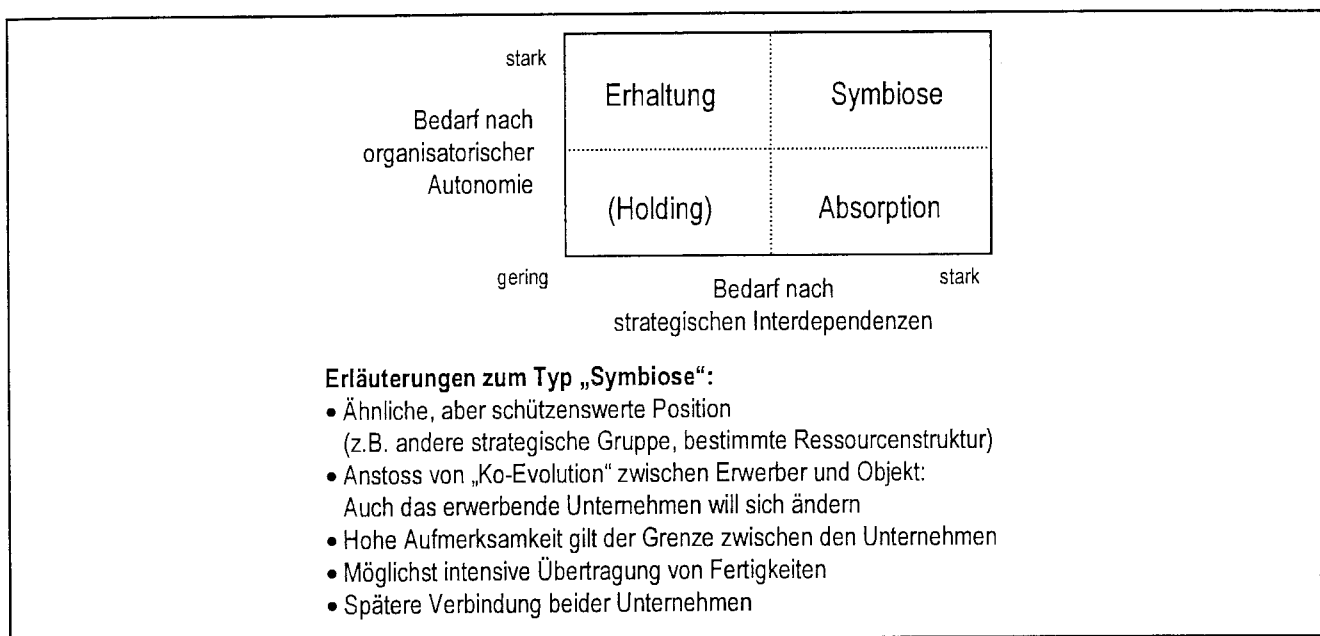 stark
Erhaltung
Symbiose
Bedarf nach
organisatorischer
Autonomie
(Holding)
Absorption
gering
stark
Bedarf nach
strategischen Interdependenzen
Erläuterungen zum Typ „Symbiose“:
• Ähnliche, aber schützenswerte Position
(z.B. andere strategische Gruppe, bestimmte Ressourcenstruktur)
• Anstoss von „Ko-Evolution“ zwischen Erwerber und Objekt:
Auch das erwerbende Unternehmen will sich ändern
• Hohe Aufmerksamkeit gilt der Grenze zwischen den Unternehmen
• Möglichst intensive Übertragung von Fertigkeiten
• Spätere Verbindung beider Unternehmen